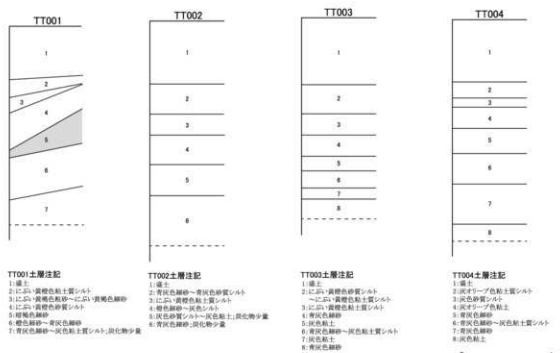 TT001
TT002
TT003
TT004
1
2
3
4
5
6
7
1
2
3
4
5
6
1
2
3
4
5
6
7
8
1
2
3
4
5
6
7
8
TT001土層注記
1:盛土
2:にぶい黄橙色粘土質シルト
3:にぶい黄褐色粗砂~にぶい黄褐色細砂
4:にぶい黄橙色砂質シルト
5:暗褐色細砂
6:橙色細砂~青灰色細砂
7:青灰色細砂~灰色粘土質シルト;炭化物少量
TT002土層注記
1:盛土
2:青灰色細砂~青灰色砂質シルト
3:にぶい黄橙色粘土質シルト
4:橙色細砂~灰色シルト
5:灰色砂質シルト~灰色粘土;炭化物少量
6:青灰色細砂;炭化物少量
TT003土層注記
1:盛土
2:にぶい黄橙色粘土質シルト
~にぶい黄橙色砂質シルト
3:にぶい黄橙色粘土質シルト
4:青灰色細砂
5:灰色粘土
6:青灰色細砂~灰色粘土質シルト
7:灰色粘土
8:青灰色細砂
TT004土層注記
1:盛土
2:灰オリーブ色粘土質シルト
3:灰色砂質シルト
4:灰オリーブ色粘土
5:青灰色細砂
6:青灰色細砂~灰色粘土質シルト
7:青灰色細砂
8:灰色粘土